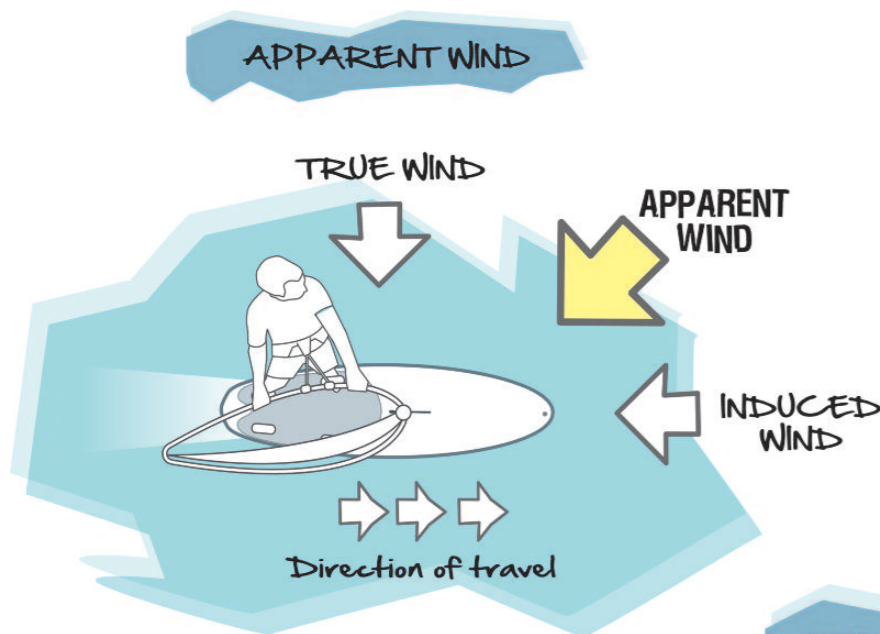 APPARENT WIND
TRUE WIND
APPARENT
WIND
INDUCED
WIND
Direction of travel